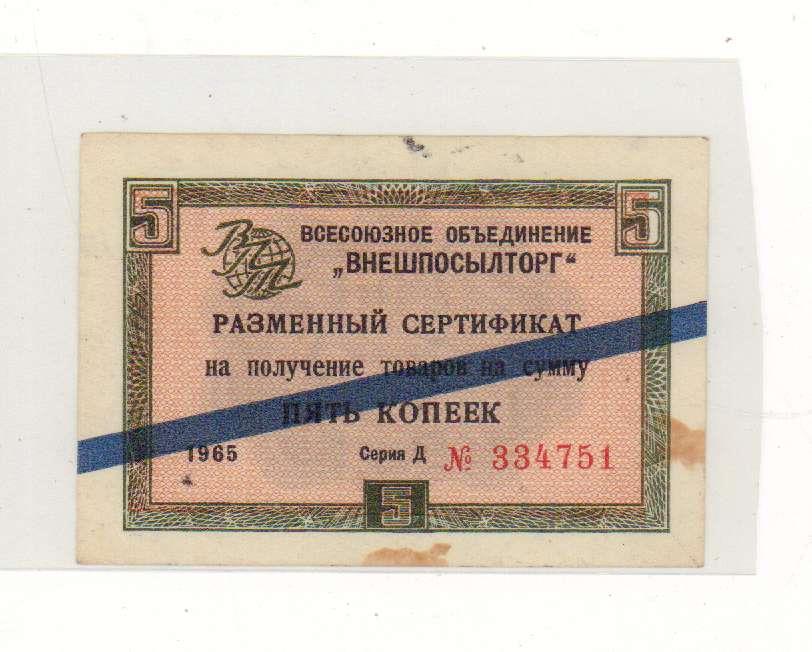 5 5
ВПТ
ВСЕСОЮЗНОЕ ОБЪЕДИНЕНИЕ
„ВНЕШПОСЫЛТОРГ“
РАЗМЕННЫЙ СЕРТИФИКАТ
на получение товаров на сумму
ПЯТЬ КОПЕЕК
1965 Серия Д № 334751
5